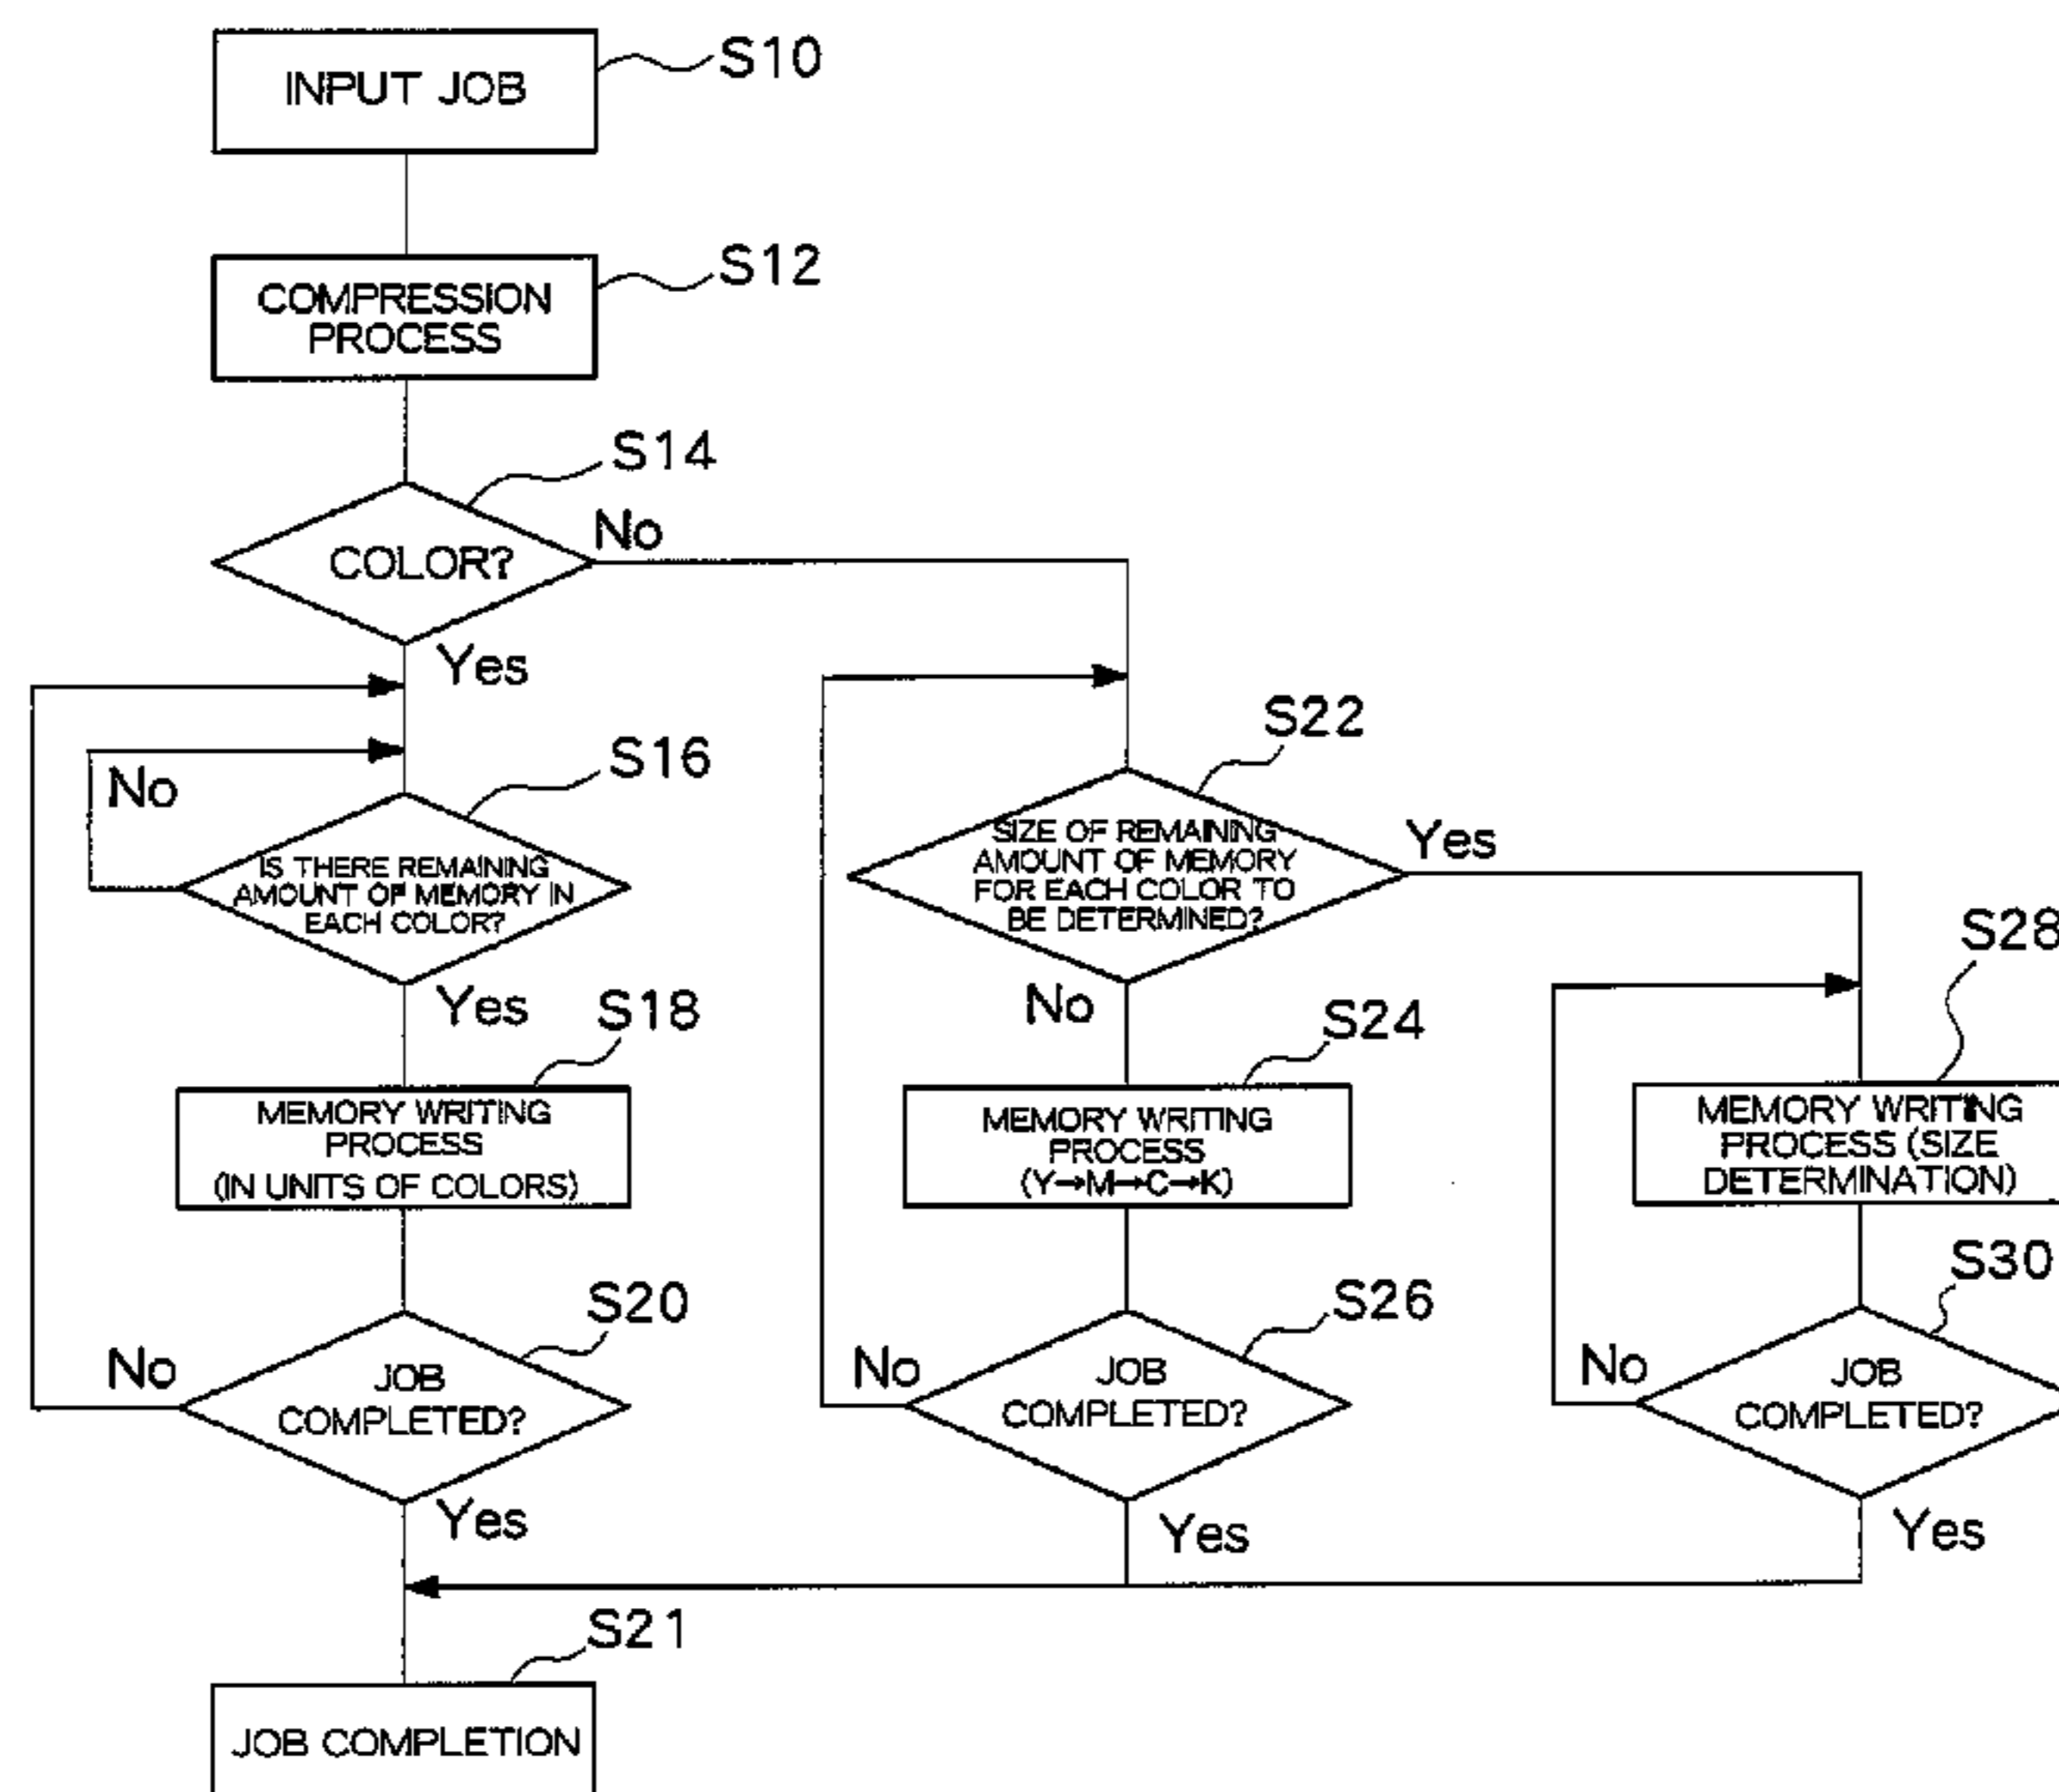 S10
INPUT JOB
S12
COMPRESSION
PROCESS
S14
COLOR?
No
Yes
S16
No
IS THERE REMAINING
AMOUNT OF MEMORY IN
EACH COLOR?
Yes
S18
MEMORY WRITING
PROCESS
(IN UNITS OF COLORS)
S20
No
JOB
COMPLETED?
Yes
S22
SIZE OF REMAINING
AMOUNT OF MEMORY
FOR EACH COLOR TO
BE DETERMINED?
Yes
No
S24
MEMORY WRITING
PROCESS
(Y→M→C→K)
S26
No
JOB
COMPLETED?
Yes
S28
MEMORY WRITING
PROCESS (SIZE
DETERMINATION)
S30
No
JOB
COMPLETED?
Yes
S21
JOB COMPLETION